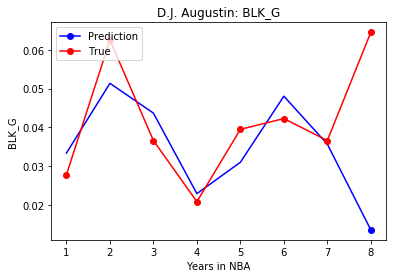 D.J. Augustin: BLK_G
Prediction
True
0.06
0.05
0.04
0.03
0.02
BLK_G
1 2 3 4 5 6 7 8
Years in NBA